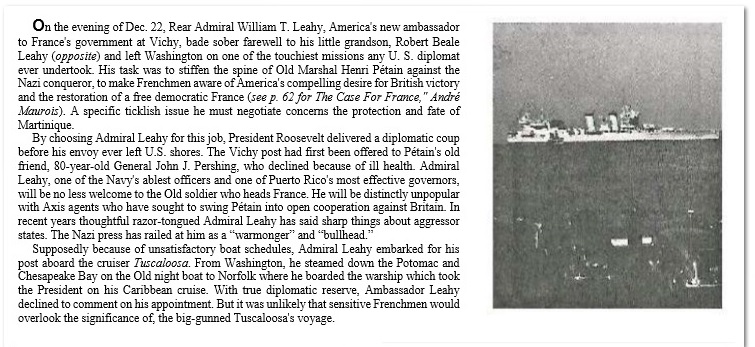 On the evening of Dec. 22, Rear Admiral William T. Leahy, America's new ambassador
to France's government at Vichy, bade sober farewell to his little grandson, Robert Beale
Leahy (opposite) and left Washington on one of the touchiest missions any U. S. diplomat
ever undertook. His task was to stiffen the spine of Old Marshal Henri Pétain against the
Nazi conqueror, to make Frenchmen aware of America's compelling desire for British victory
and the restoration of a free democratic France (see p. 62 for The Case For France," André
Maurois). A specific ticklish issue he must negotiate concerns the protection and fate of
Martinique.
By choosing Admiral Leahy for this job, President Roosevelt delivered a diplomatic coup
before his envoy ever left U.S. shores. The Vichy post had first been offered to Pétain's old
friend, 80-year-old General John J. Pershing, who declined because of ill health. Admiral
Leahy, one of the Navy's ablest officers and one of Puerto Rico's most effective governors,
will be no less welcome to the Old soldier who heads France. He will be distinctly unpopular
with Axis agents who have sought to swing Pétain into open cooperation against Britain. In
recent years thoughtful razor-tongued Admiral Leahy has said sharp things about aggressor
states. The Nazi press has railed at him as a “warmonger” and “bullhead.”
Supposedly because of unsatisfactory boat schedules, Admiral Leahy embarked for his
post aboard the cruiser Tuscaloosa. From Washington, he steamed down the Potomac and
Chesapeake Bay on the Old night boat to Norfolk where he boarded the warship which took
the President on his Caribbean cruise. With true diplomatic reserve, Ambassador Leahy
declined to comment on his appointment. But it was unlikely that sensitive Frenchmen would
overlook the significance of, the big-gunned Tuscaloosa's voyage.